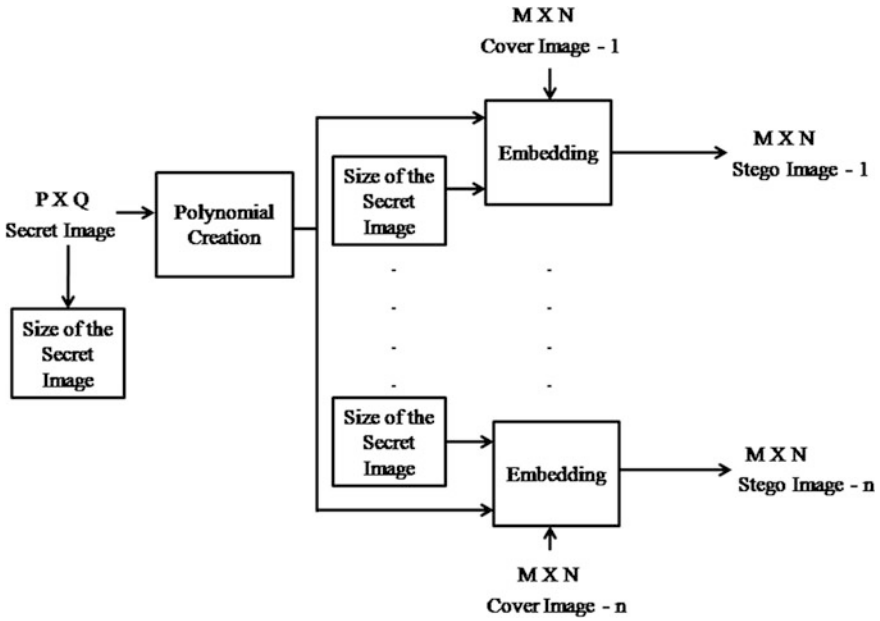 M X N
Cover Image - 1
Embedding
M X N
Stego Image - 1
Size of the
Secret
Image
P X Q
Secret Image
Polynomial
Creation
Size of the
Secret
Image
- -
- -
- -
- -
Size of the
Secret
Image
Embedding
M X N
Stego Image - n
M X N
Cover Image - n